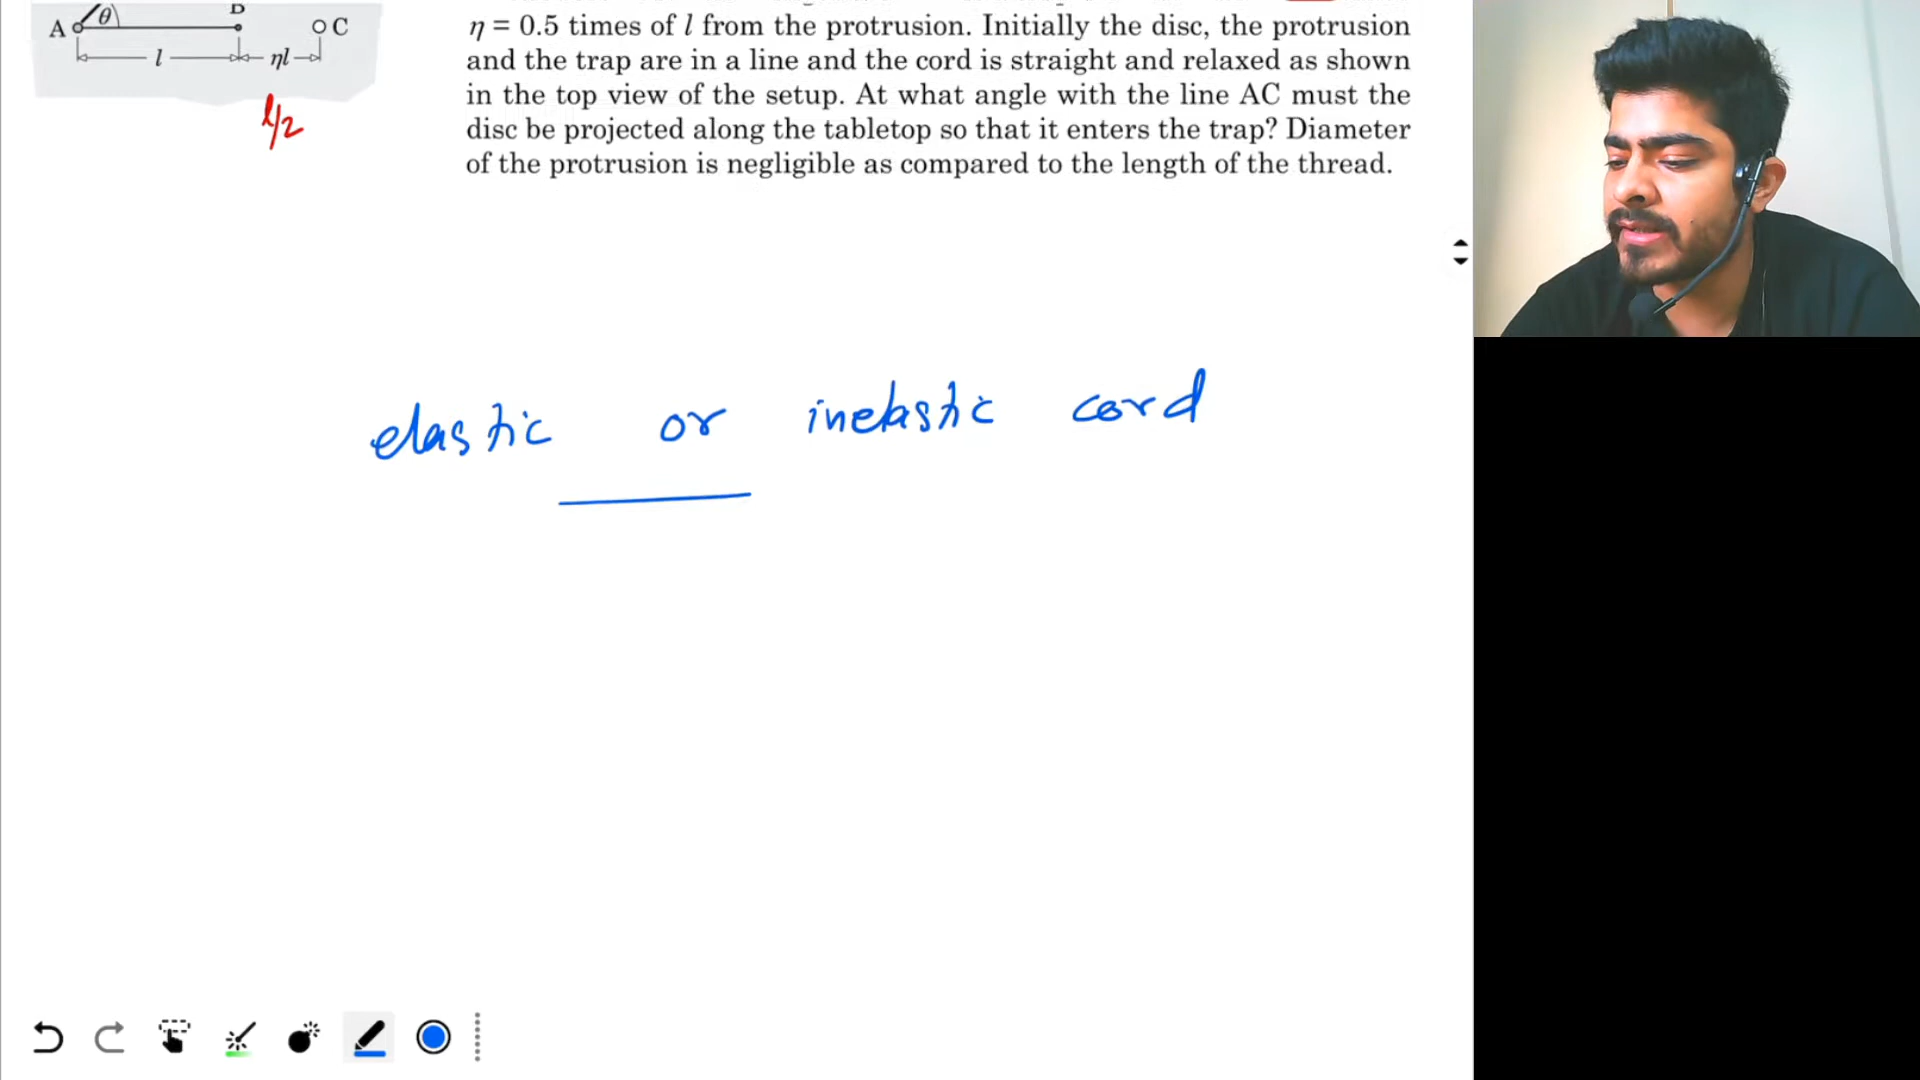 A θ B C
l ηl
l/2
η = 0.5 times of l from the protrusion. Initially the disc, the protrusion
and the trap are in a line and the cord is straight and relaxed as shown
in the top view of the setup. At what angle with the line AC must the
disc be projected along the tabletop so that it enters the trap? Diameter
of the protrusion is negligible as compared to the length of the thread.
elastic or inelastic cord